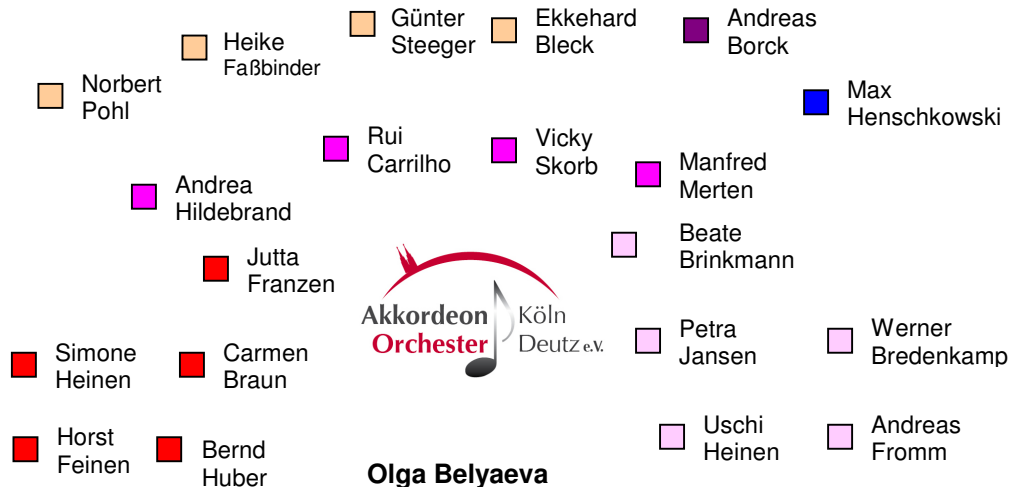 Günter
Steeger
Ekkehard
Bleck
Andreas
Borck
Heike
Faßbinder
Norbert
Pohl
Max
Henschkowski
Rui
Carrilho
Vicky
Skorb
Manfred
Merten
Andrea
Hildebrand
Beate
Brinkmann
Jutta
Franzen
Akkordeon
Orchester
Köln
Deutz e.V.
Petra
Jansen
Werner
Bredenkamp
Simone
Heinen
Carmen
Braun
Uschi
Heinen
Andreas
Fromm
Horst
Feinen
Bernd
Huber
Olga Belyaeva